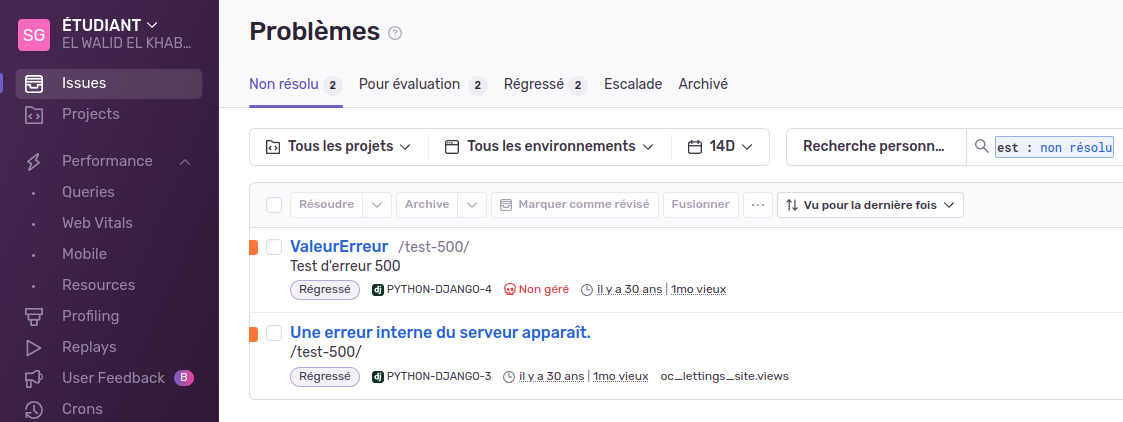 SG
ÉTUDIANT
EL WALID EL KHAB...
Issues
Projects
Performance
Queries
Web Vitals
Mobile
Resources
Profiling
Replays
User Feedback B
Crons
Problèmes ?
Non résolu 2 Pour évaluation 2 Régressé 2 Escalade Archivé
Tous les projets Tous les environnements 14D Recherche personn... est : non résolu
Résoudre Archive Marquer comme révisé Fusionner ... Vu pour la dernière fois
ValeurErreur /test-500/
Test d'erreur 500
Régressé dj PYTHON-DJANGO-4 Non géré il y a 30 ans | 1mo vieux
Une erreur interne du serveur apparaît.
/test-500/
Régressé dj PYTHON-DJANGO-3 il y a 30 ans | 1mo vieux oc_lettings_site.views